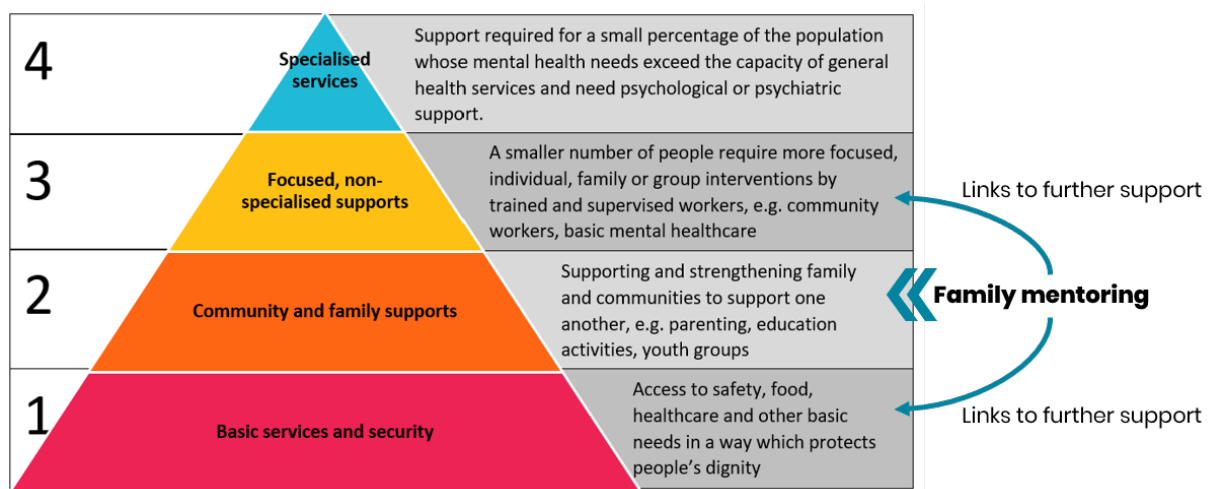 4
Specialised
services
Support required for a small percentage of the population
whose mental health needs exceed the capacity of general
health services and need psychological or psychiatric
support.
3
Focused, non-
specialised supports
A smaller number of people require more focused,
individual, family or group interventions by
trained and supervised workers, e.g. community
workers, basic mental healthcare
Links to further support
2
Community and family supports
Supporting and strengthening family
and communities to support one
another, e.g. parenting, education
activities, youth groups
Family mentoring
1
Basic services and security
Access to safety, food,
healthcare and other basic
needs in a way which protects
people's dignity
Links to further support